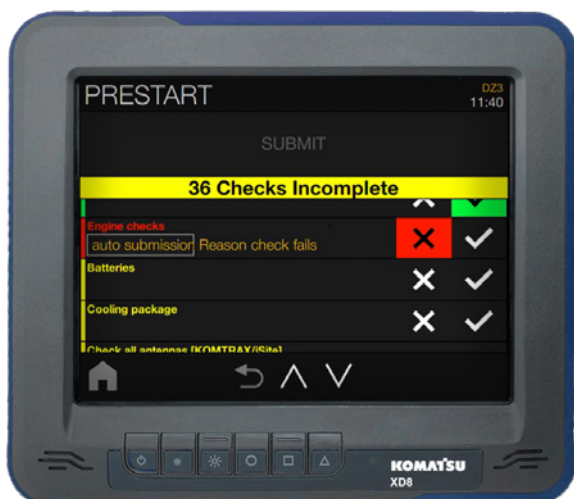 PRESTART
DZ3
11:40
SUBMIT
36 Checks Incomplete
Engine checks
auto submission Reason check fails
Batteries
Cooling package
Check all antennas [KOMTRAX/iSite]
KOMATSU
XD8